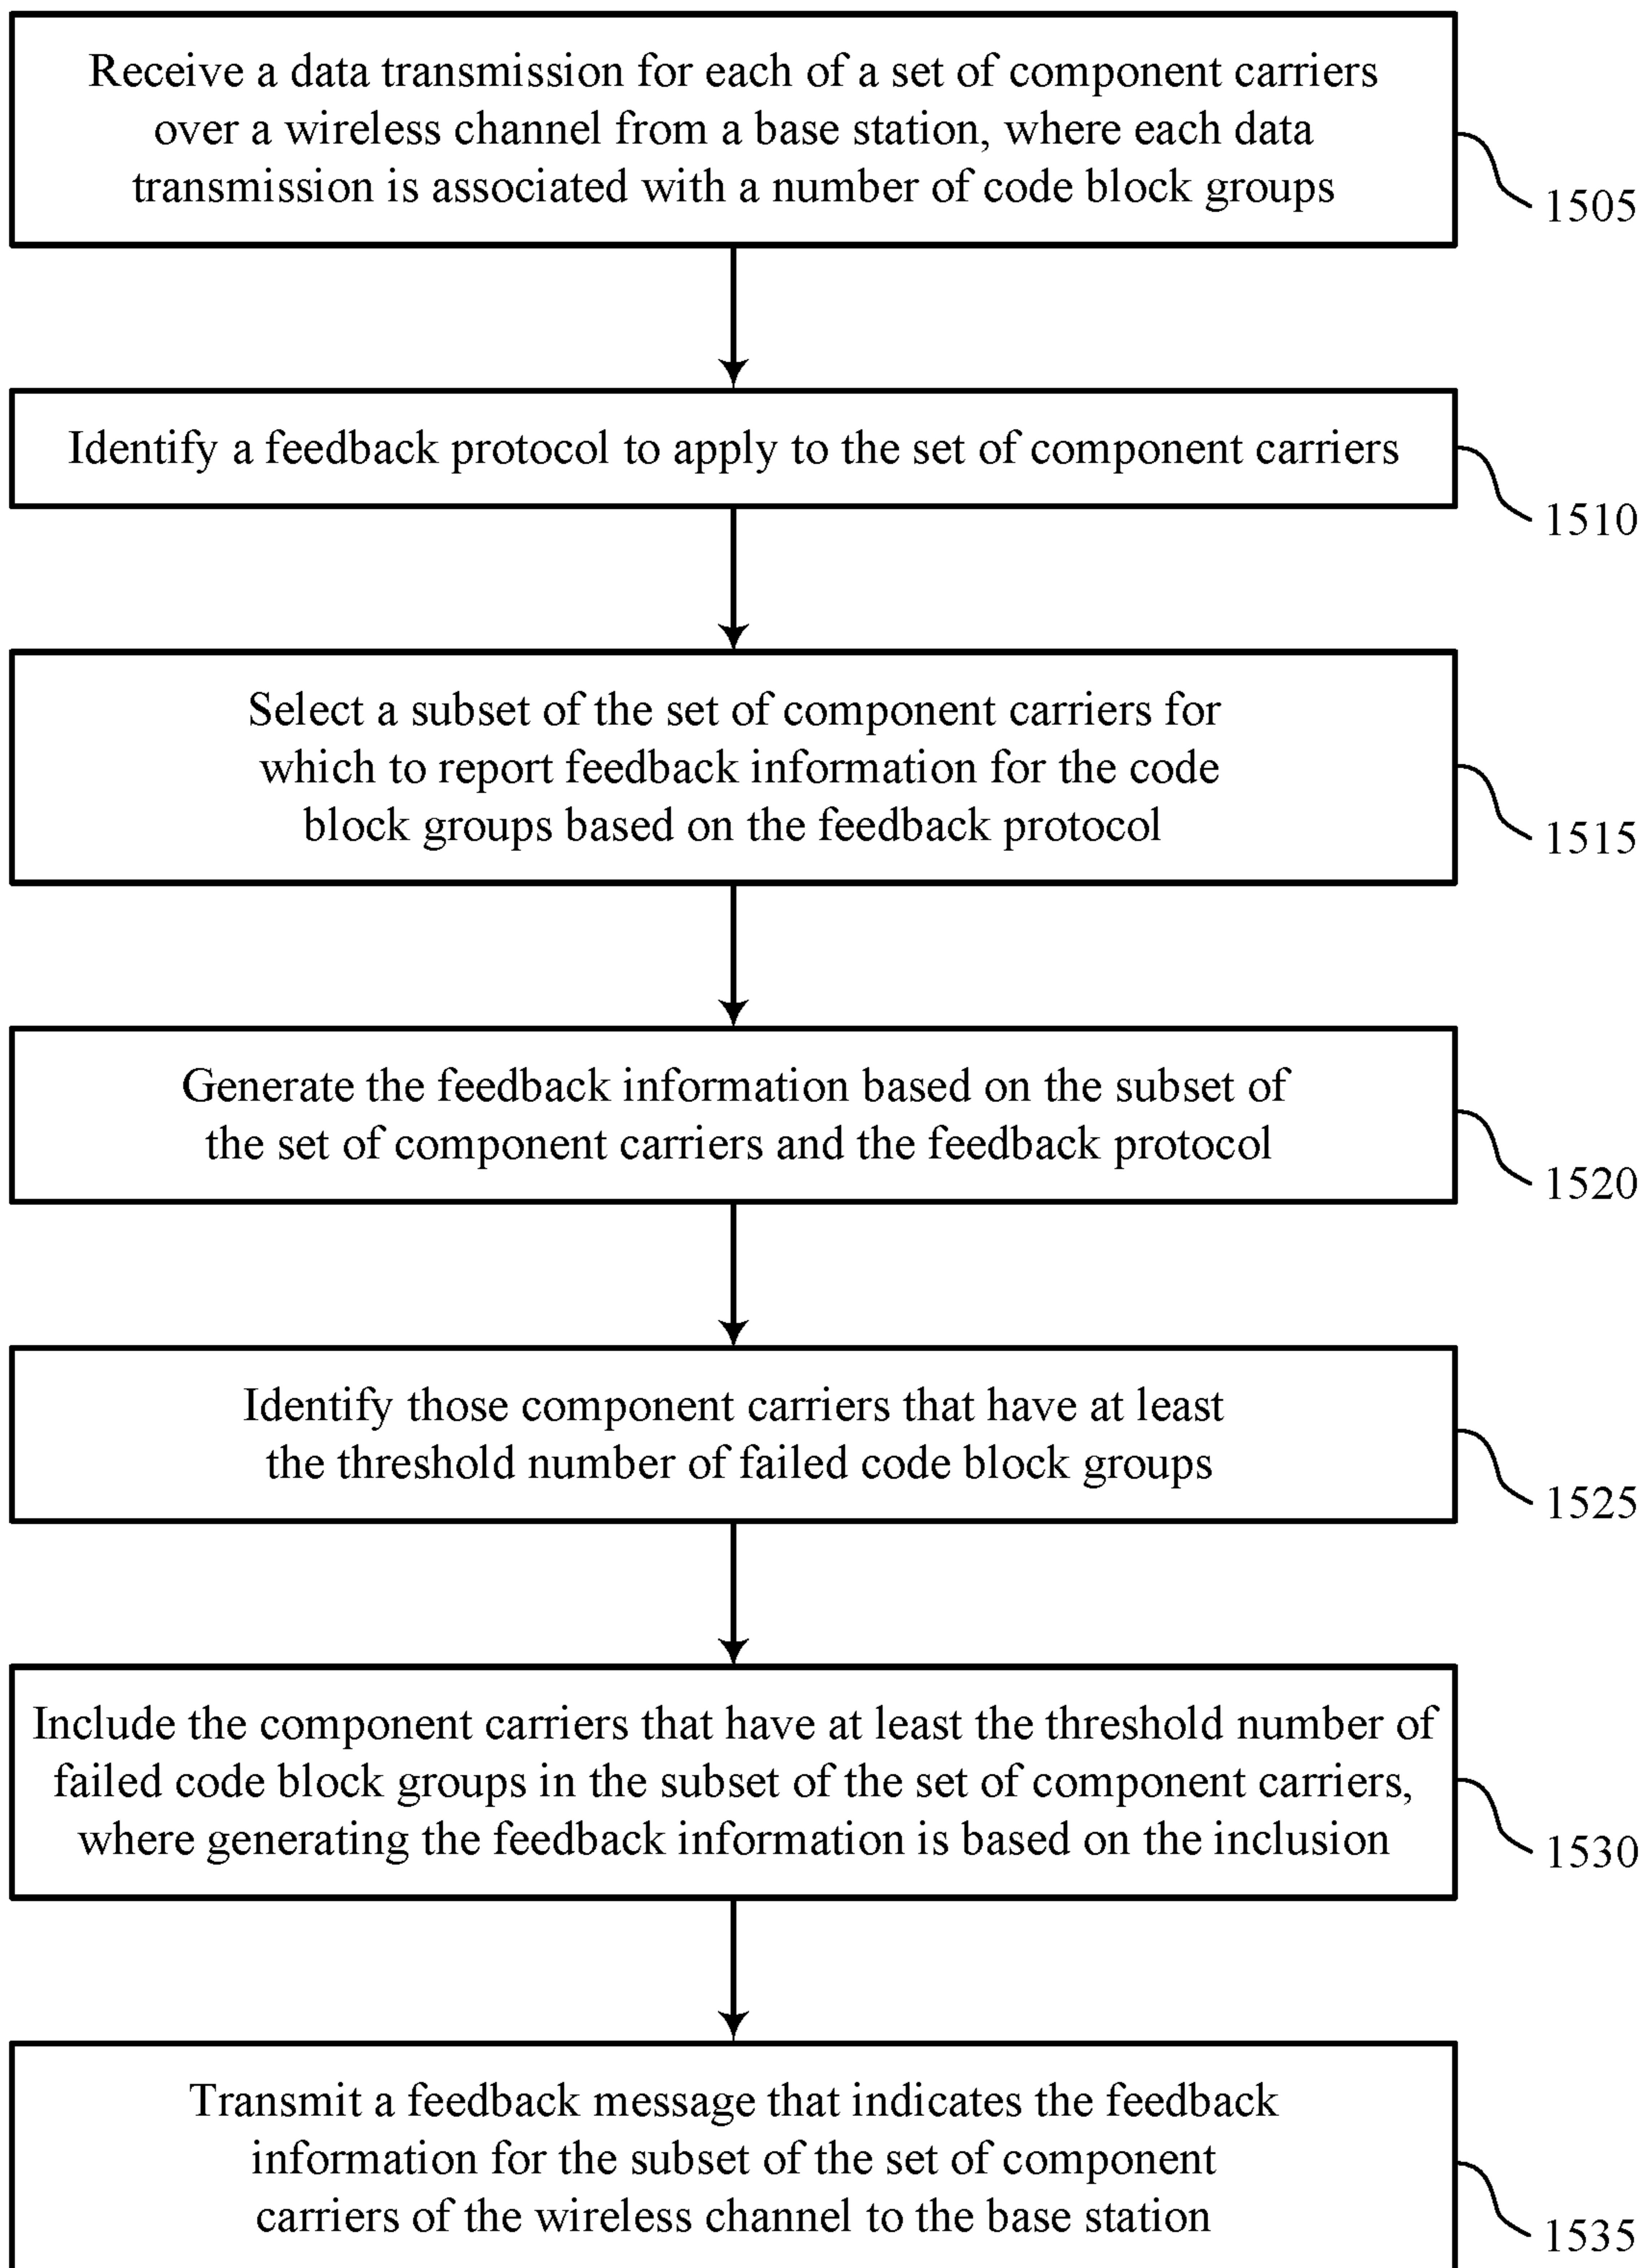 Receive a data transmission for each of a set of component carriers
over a wireless channel from a base station, where each data
transmission is associated with a number of code block groups
1505
Identify a feedback protocol to apply to the set of component carriers
1510
Select a subset of the set of component carriers for
which to report feedback information for the code
block groups based on the feedback protocol
1515
Generate the feedback information based on the subset of
the set of component carriers and the feedback protocol
1520
Identify those component carriers that have at least
the threshold number of failed code block groups
1525
Include the component carriers that have at least the threshold number of
failed code block groups in the subset of the set of component carriers,
where generating the feedback information is based on the inclusion
1530
Transmit a feedback message that indicates the feedback
information for the subset of the set of component
carriers of the wireless channel to the base station
1535